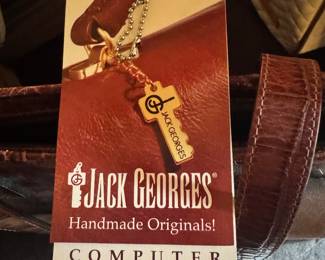 JACK GEORGES
JACK GEORGES®
Handmade Originals!
COMPUTER